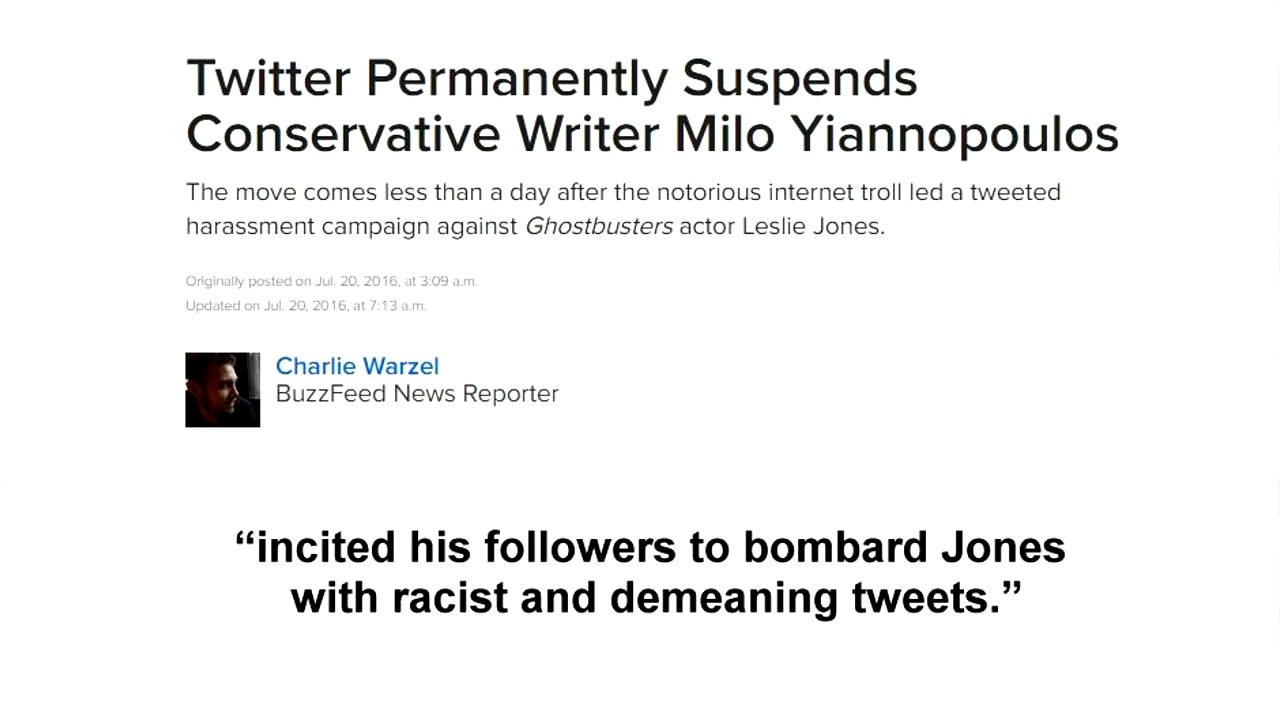 Twitter Permanently Suspends
Conservative Writer Milo Yiannopoulos
The move comes less than a day after the notorious internet troll led a tweeted
harassment campaign against Ghostbusters actor Leslie Jones.
Originally posted on Jul. 20, 2016, at 3:09 a.m.
Updated on Jul. 20, 2016, at 7:13 a.m.
Charlie Warzel
BuzzFeed News Reporter
“incited his followers to bombard Jones
with racist and demeaning tweets.”